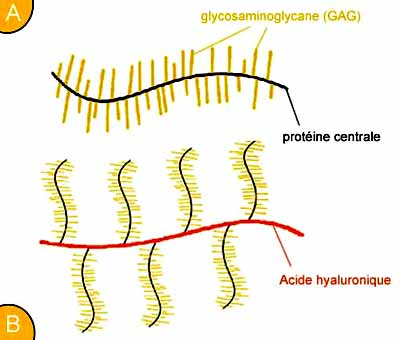 A
glycosaminoglycane (GAG)
protéine centrale
Acide hyaluronique
B